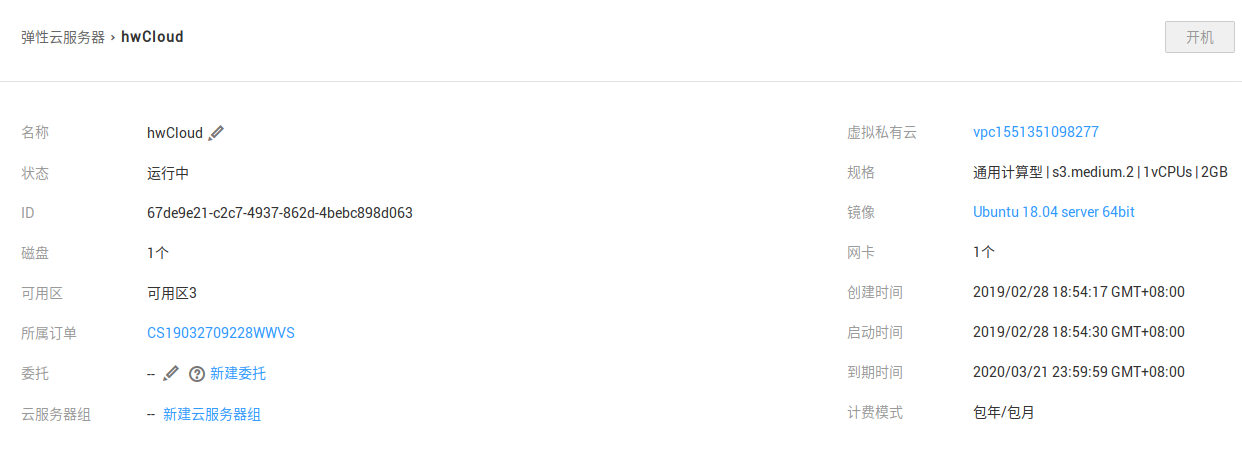 弹性云服务器 › hwCloud
开机
名称 hwCloud
状态 运行中
ID 67de9e21-c2c7-4937-862d-4bebc898d063
磁盘 1个
可用区 可用区3
所属订单 CS19032709228WWVS
委托 -- ? 新建委托
云服务器组 -- 新建云服务器组
虚拟私有云 vpc1551351098277
规格 通用计算型 | s3.medium.2 | 1vCPUs | 2GB
镜像 Ubuntu 18.04 server 64bit
网卡 1个
创建时间 2019/02/28 18:54:17 GMT+08:00
启动时间 2019/02/28 18:54:30 GMT+08:00
到期时间 2020/03/21 23:59:59 GMT+08:00
计费模式 包年/包月